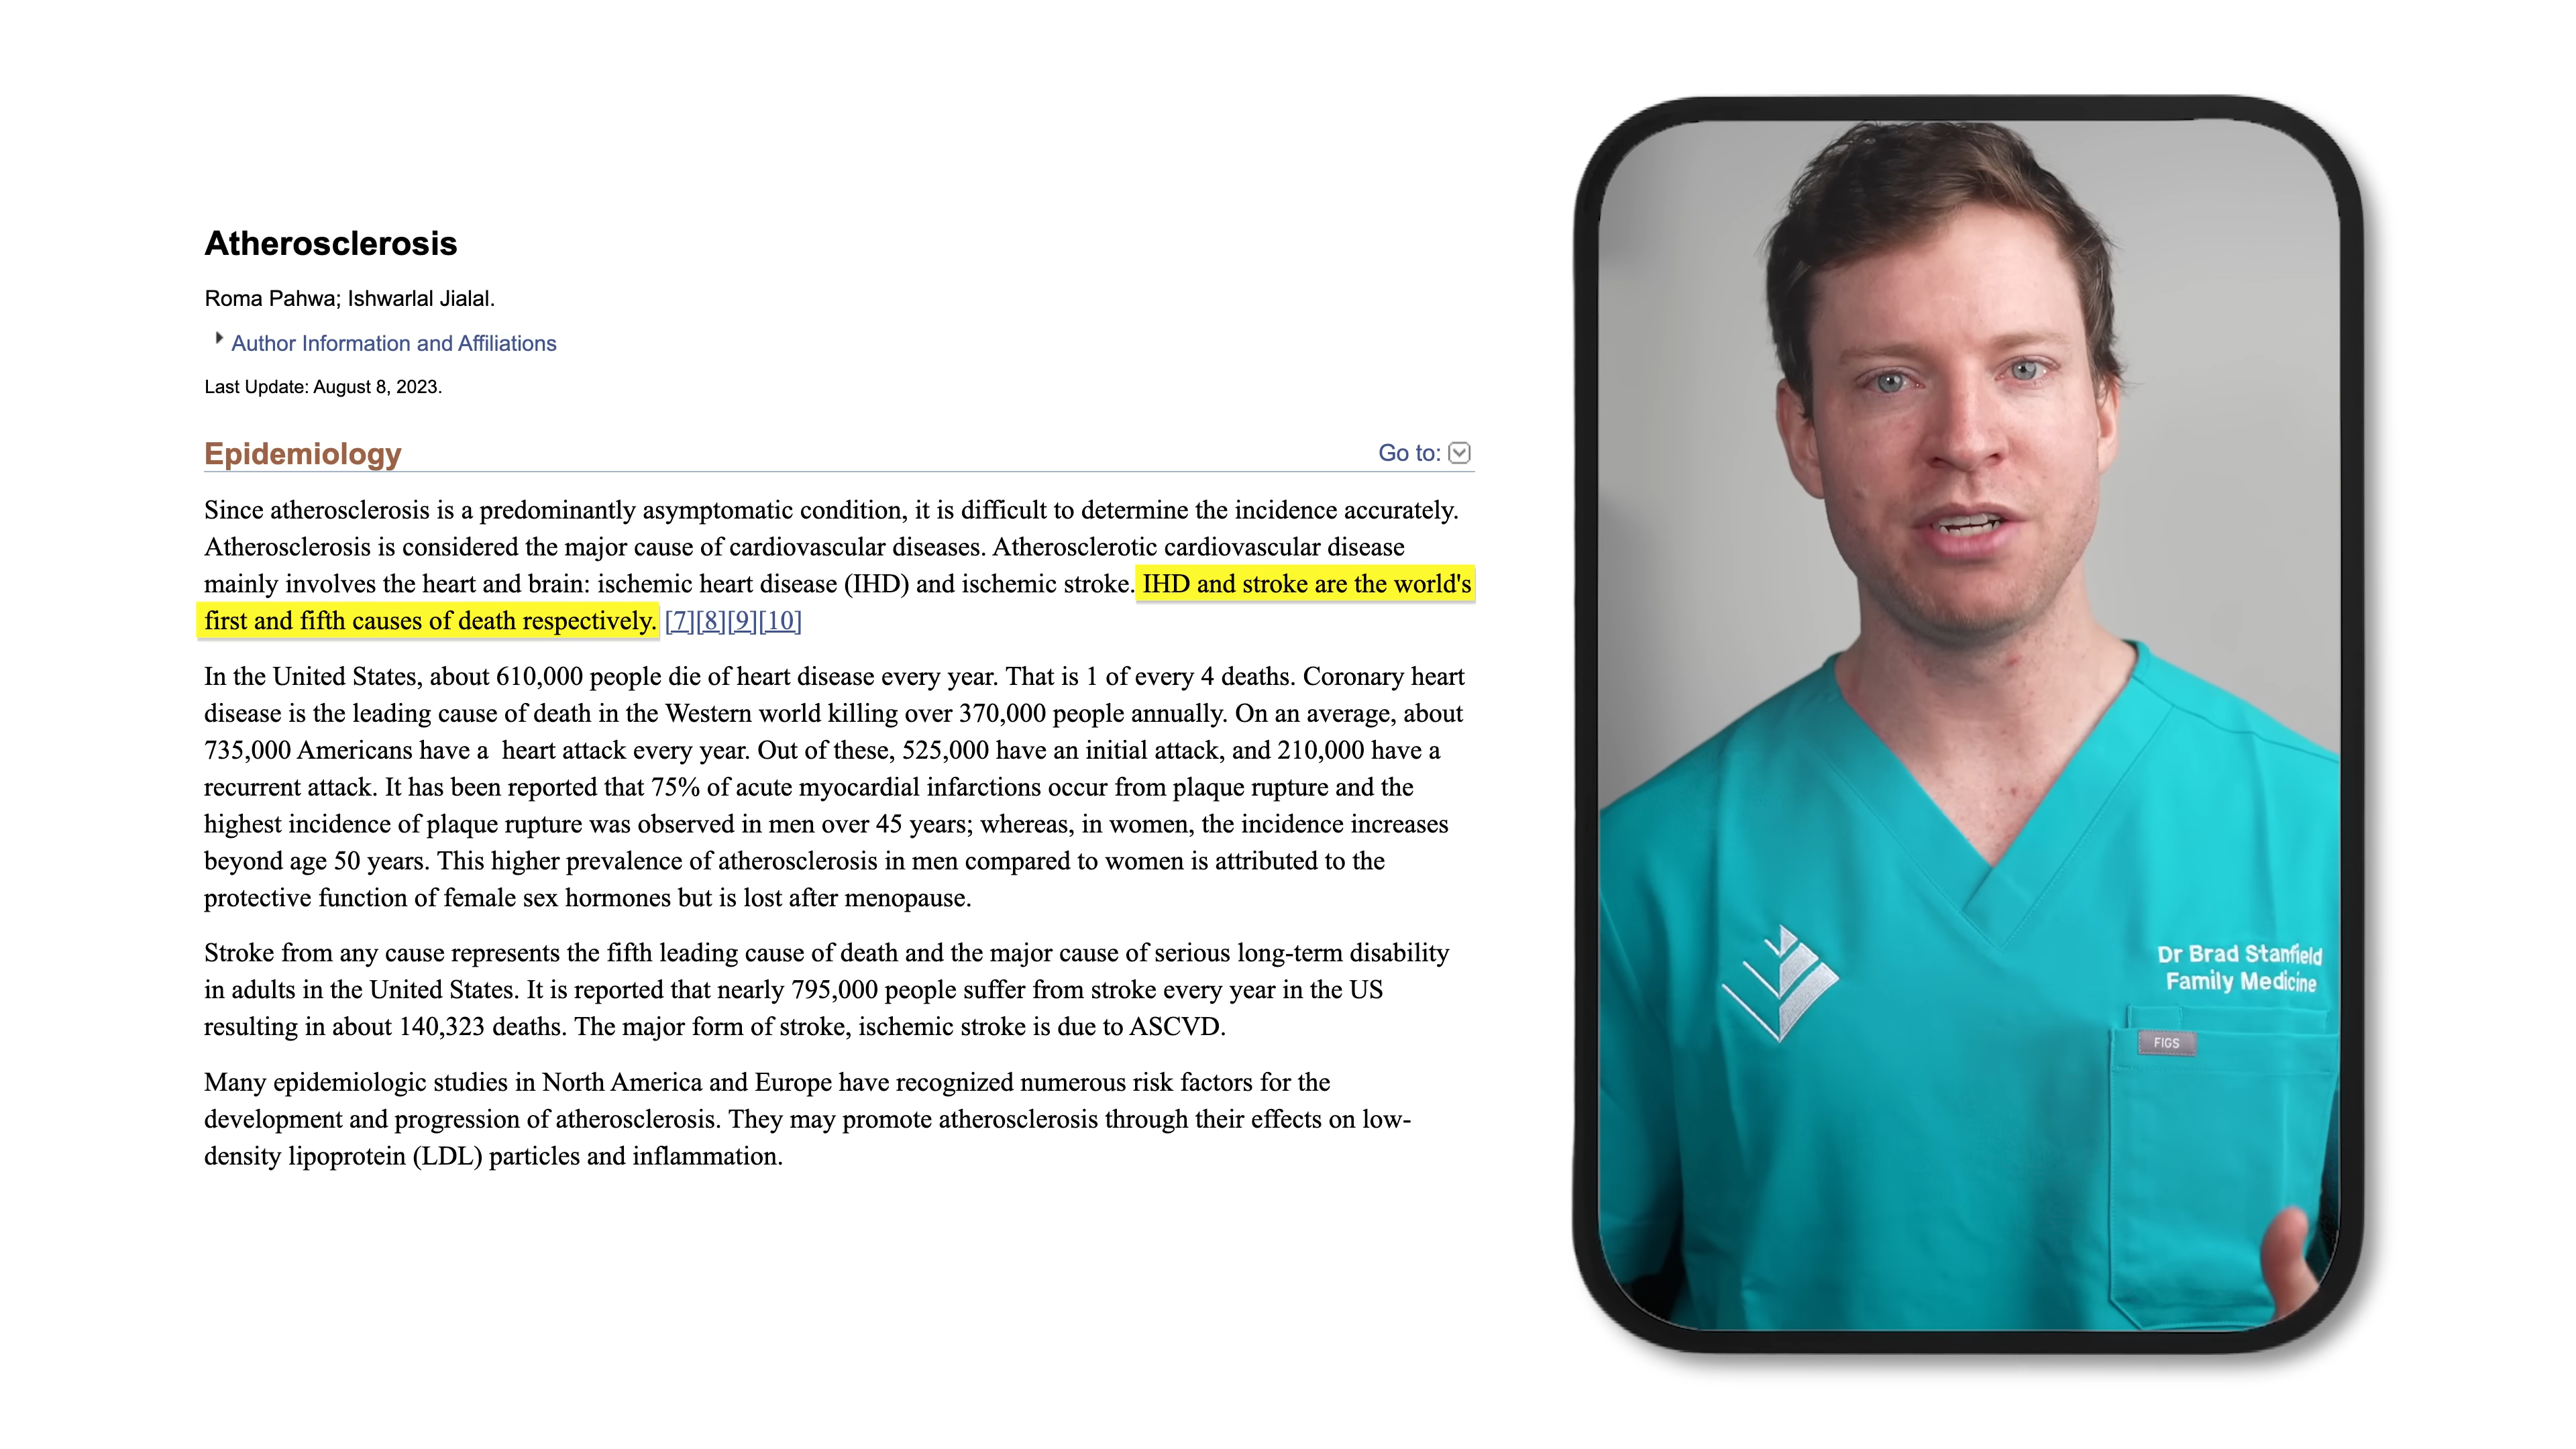 Atherosclerosis
Roma Pahwa; Ishwarlal Jialal.
Author Information and Affiliations
Last Update: August 8, 2023.
Epidemiology
Go to:
Since atherosclerosis is a predominantly asymptomatic condition, it is difficult to determine the incidence accurately.
Atherosclerosis is considered the major cause of cardiovascular diseases. Atherosclerotic cardiovascular disease
mainly involves the heart and brain: ischemic heart disease (IHD) and ischemic stroke. IHD and stroke are the world's
first and fifth causes of death respectively. [7][8][9][10]
In the United States, about 610,000 people die of heart disease every year. That is 1 of every 4 deaths. Coronary heart
disease is the leading cause of death in the Western world killing over 370,000 people annually. On an average, about
735,000 Americans have a  heart attack every year. Out of these, 525,000 have an initial attack, and 210,000 have a
recurrent attack. It has been reported that 75% of acute myocardial infarctions occur from plaque rupture and the
highest incidence of plaque rupture was observed in men over 45 years; whereas, in women, the incidence increases
beyond age 50 years. This higher prevalence of atherosclerosis in men compared to women is attributed to the
protective function of female sex hormones but is lost after menopause.
Stroke from any cause represents the fifth leading cause of death and the major cause of serious long-term disability
in adults in the United States. It is reported that nearly 795,000 people suffer from stroke every year in the US
resulting in about 140,323 deaths. The major form of stroke, ischemic stroke is due to ASCVD.
Many epidemiologic studies in North America and Europe have recognized numerous risk factors for the
development and progression of atherosclerosis. They may promote atherosclerosis through their effects on low-
density lipoprotein (LDL) particles and inflammation.
Dr Brad Stanfield
Family Medicine
FIGS